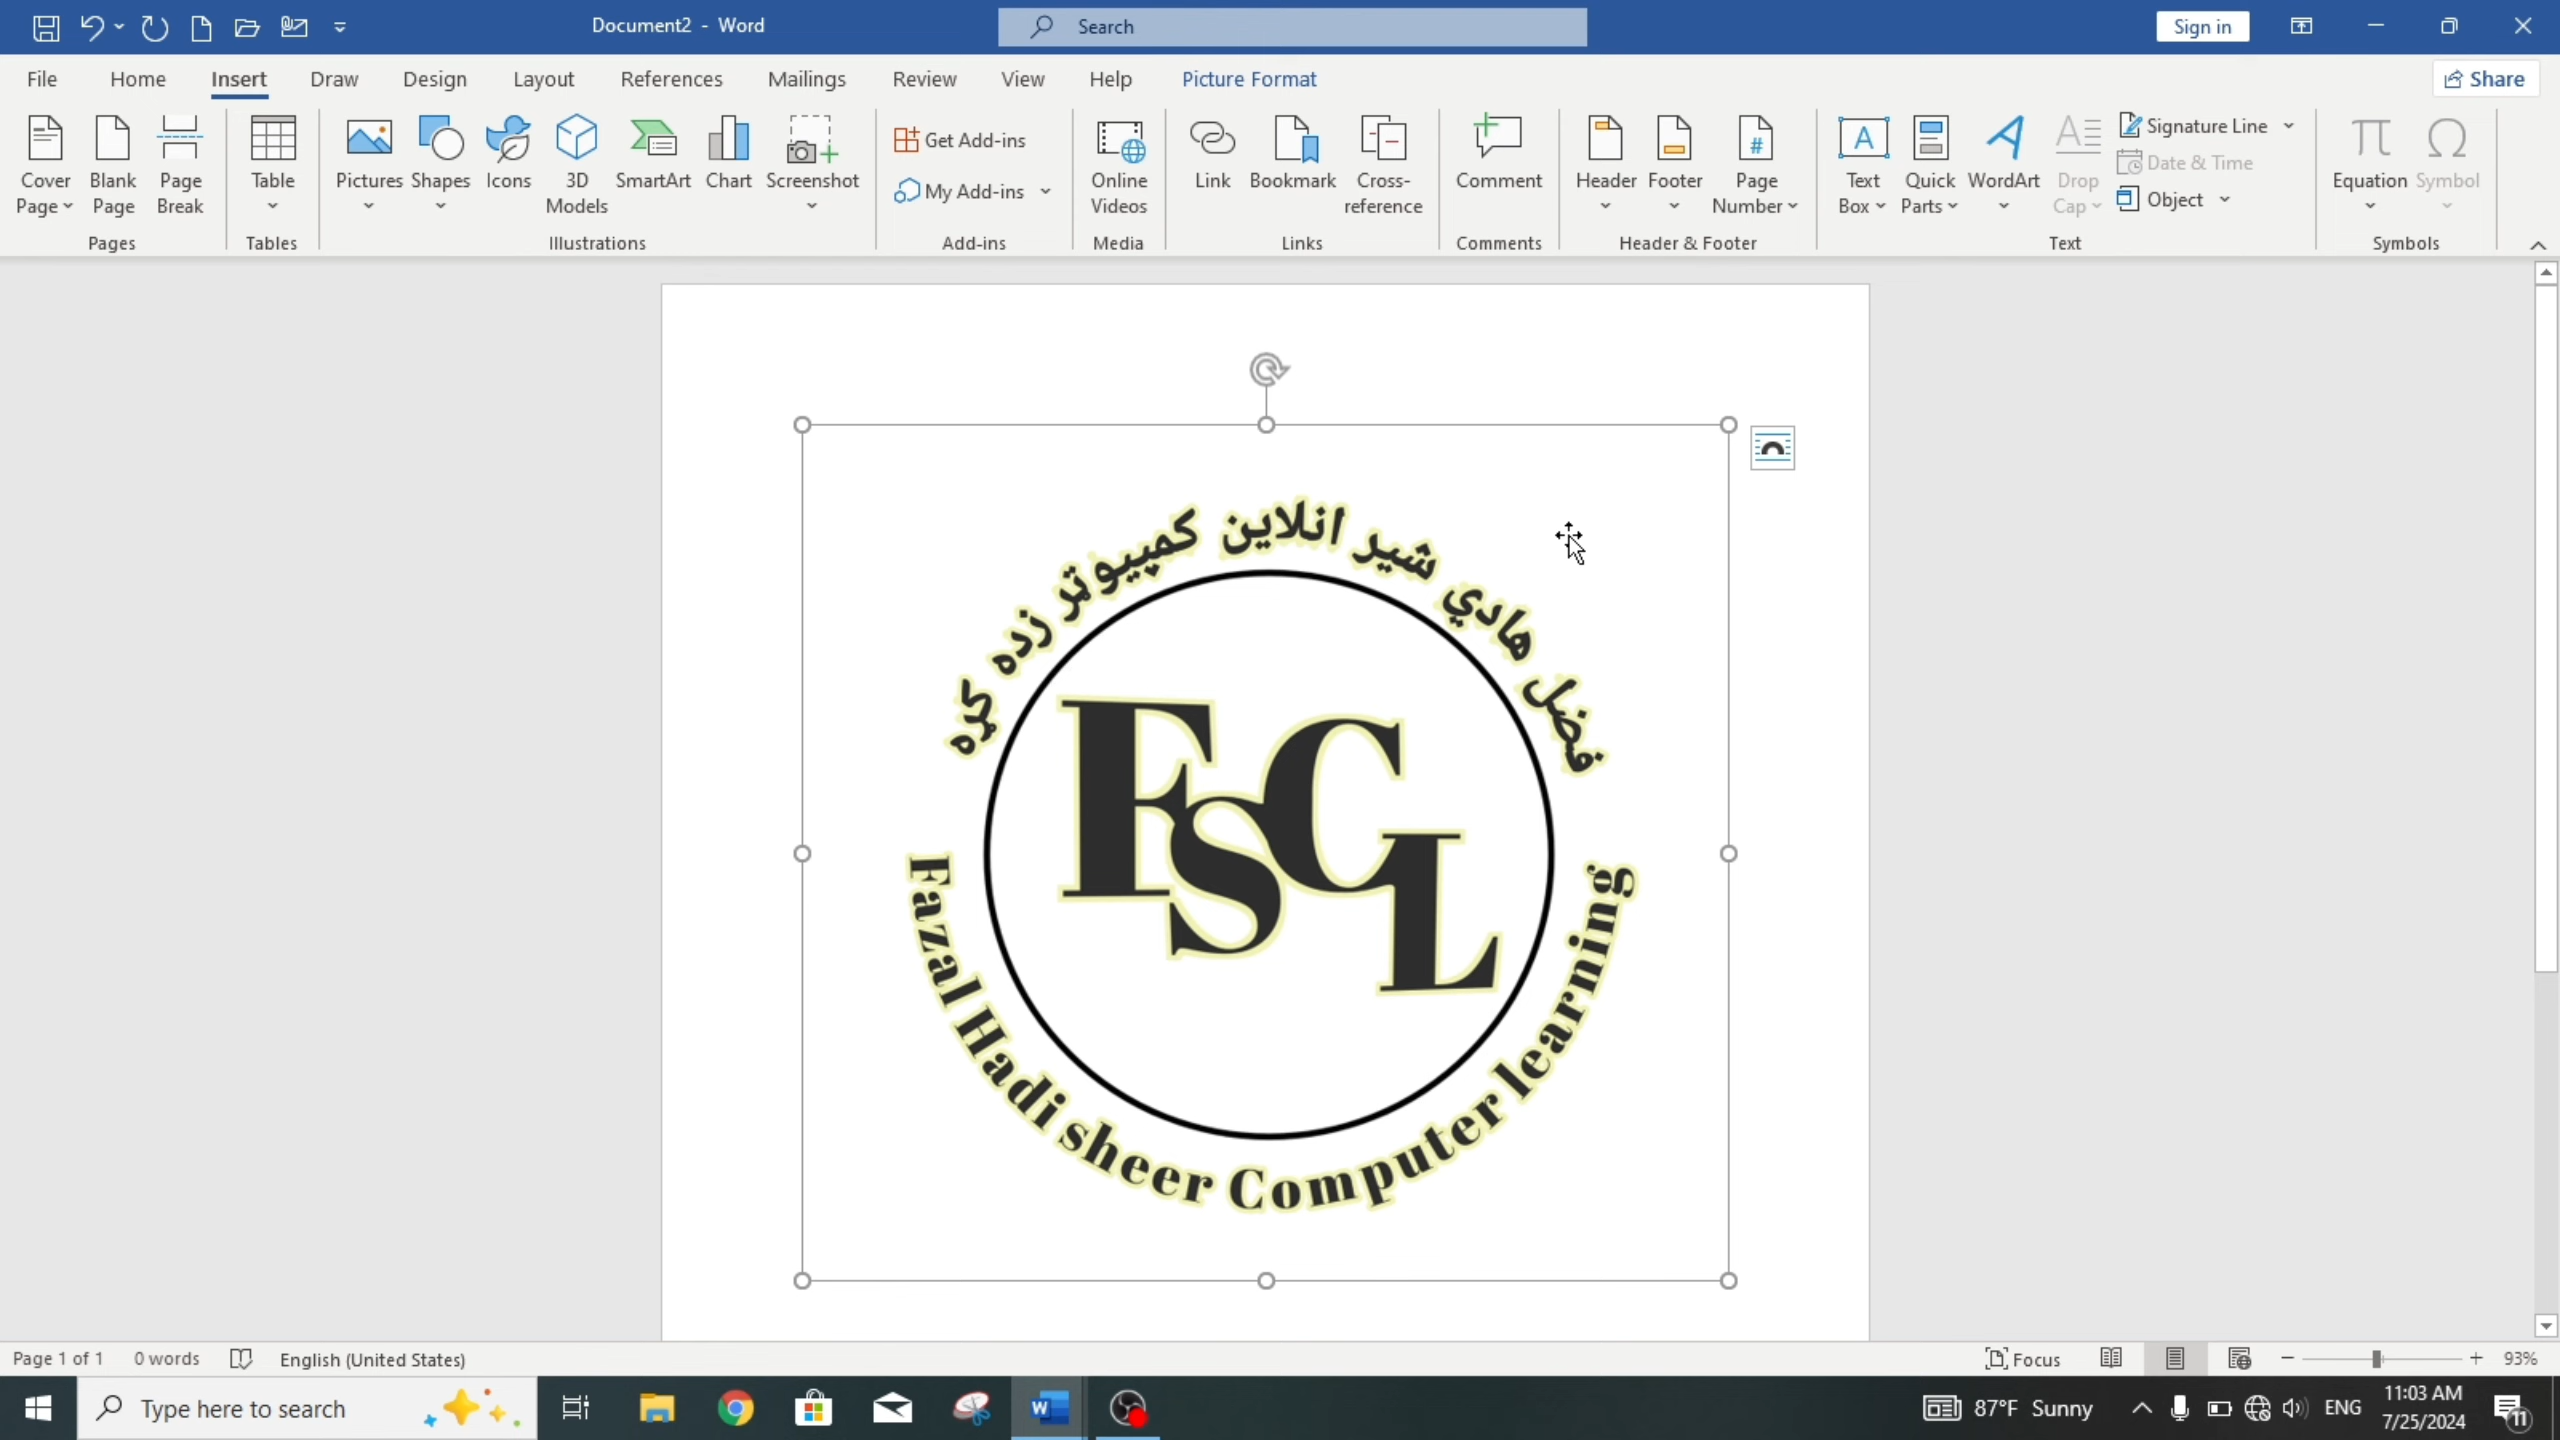 Document2 - Word
Search
Sign in
File Home Insert Draw Design Layout References Mailings Review View Help Picture Format
Share
Cover Page
Blank Page
Page Break
Pages
Table
Tables
Pictures
Shapes
Icons
3D Models
SmartArt
Chart
Screenshot
Illustrations
Get Add-ins
My Add-ins
Add-ins
Online Videos
Media
Link
Bookmark
Cross-reference
Links
Comment
Comments
Header
Footer
Page Number
Header & Footer
Text Box
Quick Parts
WordArt
Drop Cap
Signature Line
Date & Time
Object
Text
Equation
Symbol
Symbols
فضل هادي شیر انلاین کمپیوټر زده کړه
FSCL
Fazal Hadi sheer Computer learning
Page 1 of 1 0 words English (United States)
Focus
93%
Type here to search
87°F Sunny
ENG
11:03 AM
7/25/2024
11